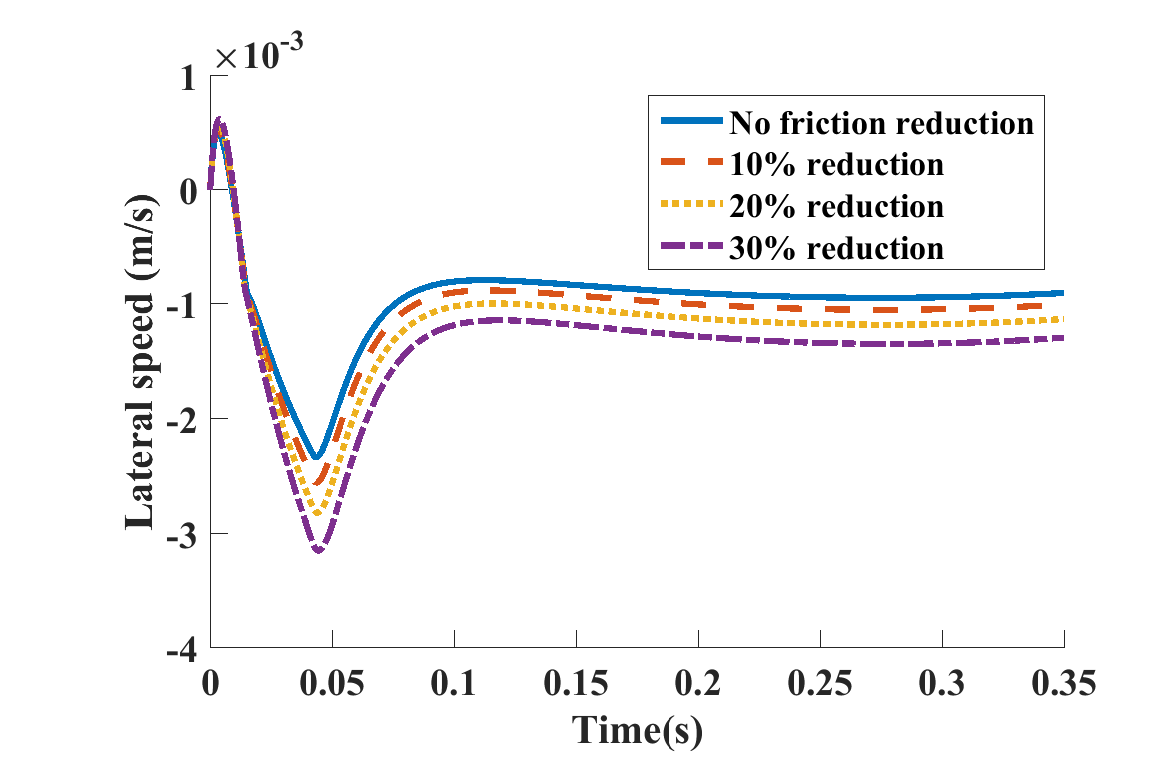 ×10-3
1
0
-1
-2
-3
-4
Lateral speed (m/s)
No friction reduction
10% reduction
20% reduction
30% reduction
0 0.05 0.1 0.15 0.2 0.25 0.3 0.35
Time(s)